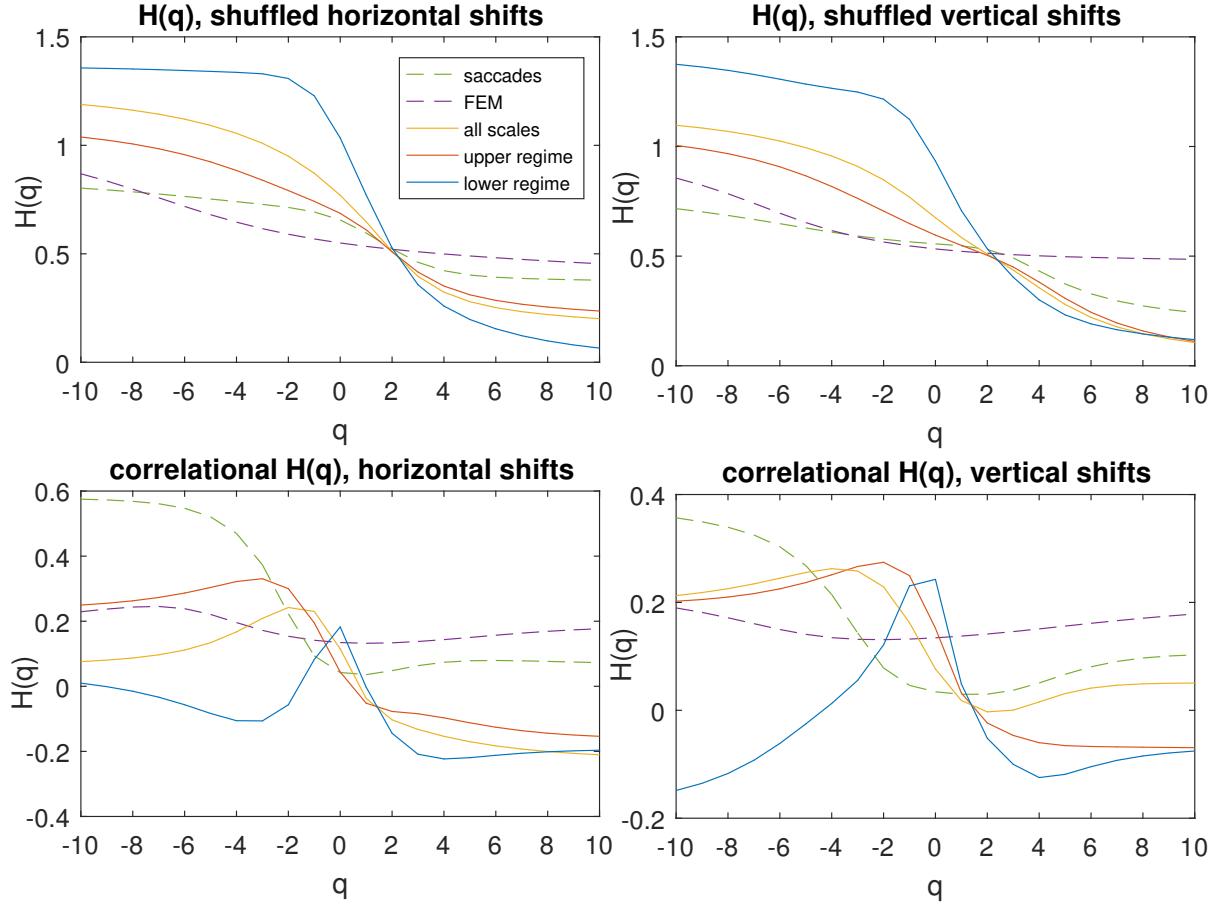 H(q), shuffled horizontal shifts
1.5
1
0.5
0
H(q)
-10 -8 -6 -4 -2 0 2 4 6 8 10
q
saccades
FEM
all scales
upper regime
lower regime
H(q), shuffled vertical shifts
1.5
1
0.5
0
H(q)
-10 -8 -6 -4 -2 0 2 4 6 8 10
q
correlational H(q), horizontal shifts
0.6
0.4
0.2
0
-0.2
-0.4
H(q)
-10 -8 -6 -4 -2 0 2 4 6 8 10
q
correlational H(q), vertical shifts
0.4
0.2
0
-0.2
H(q)
-10 -8 -6 -4 -2 0 2 4 6 8 10
q